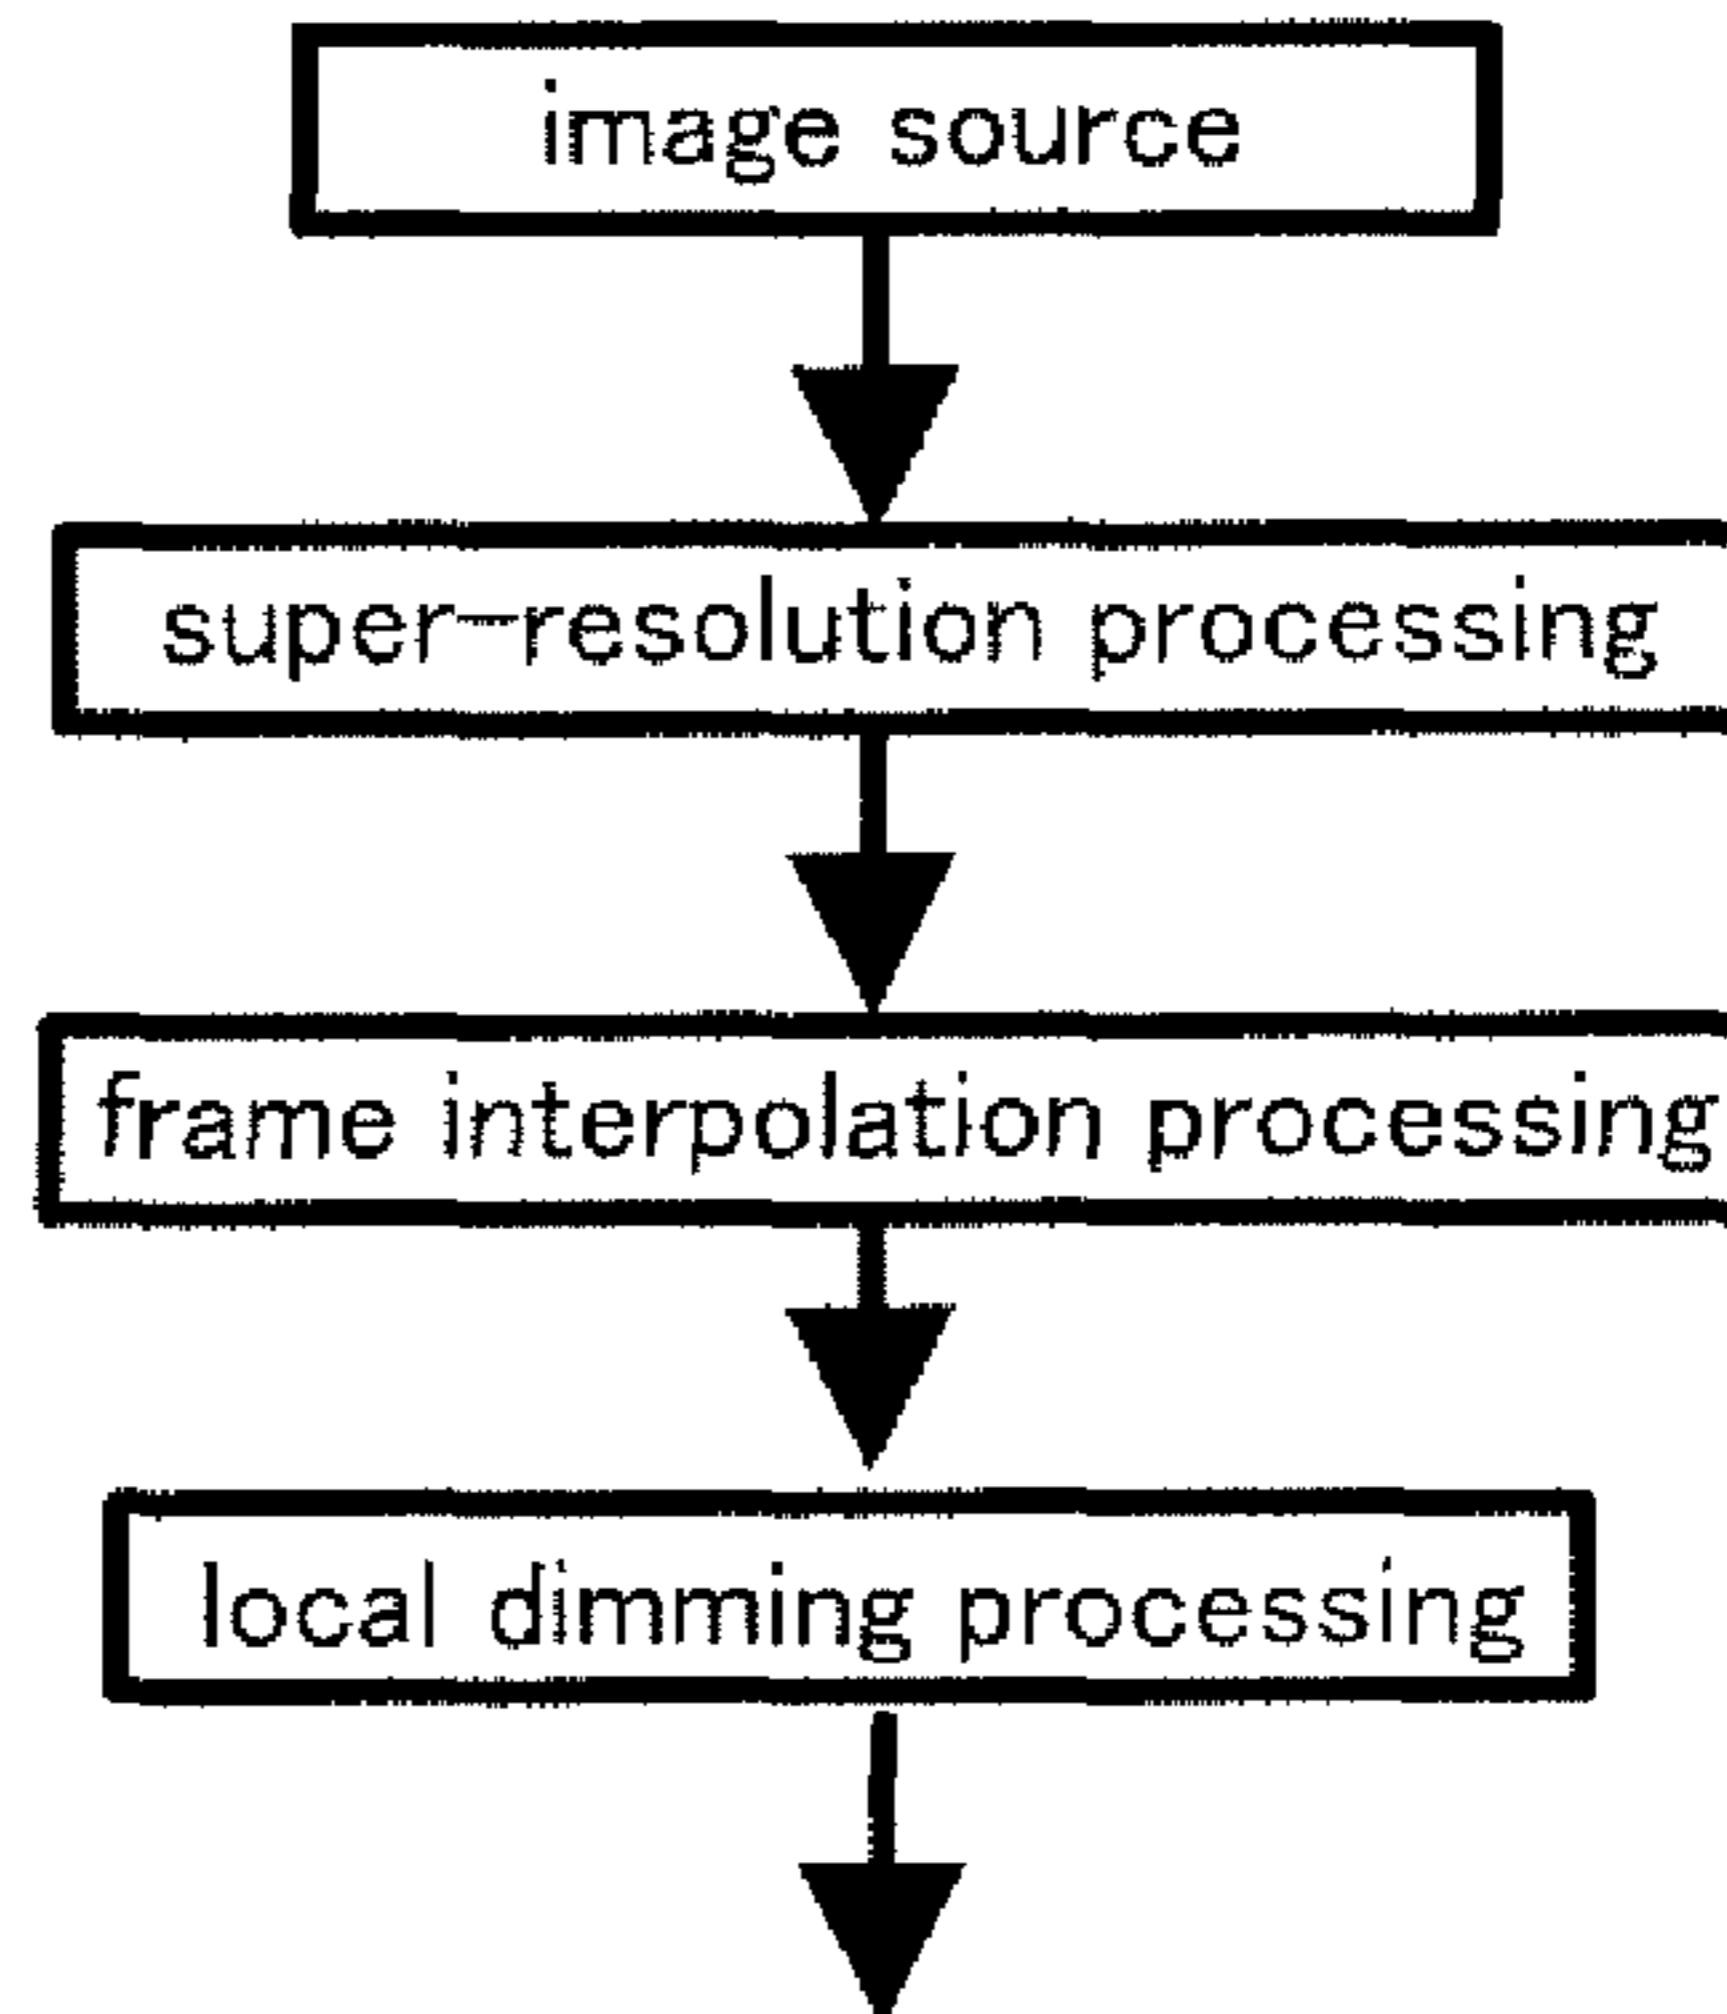 image source
super-resolution processing
frame interpolation processing
local dimming processing